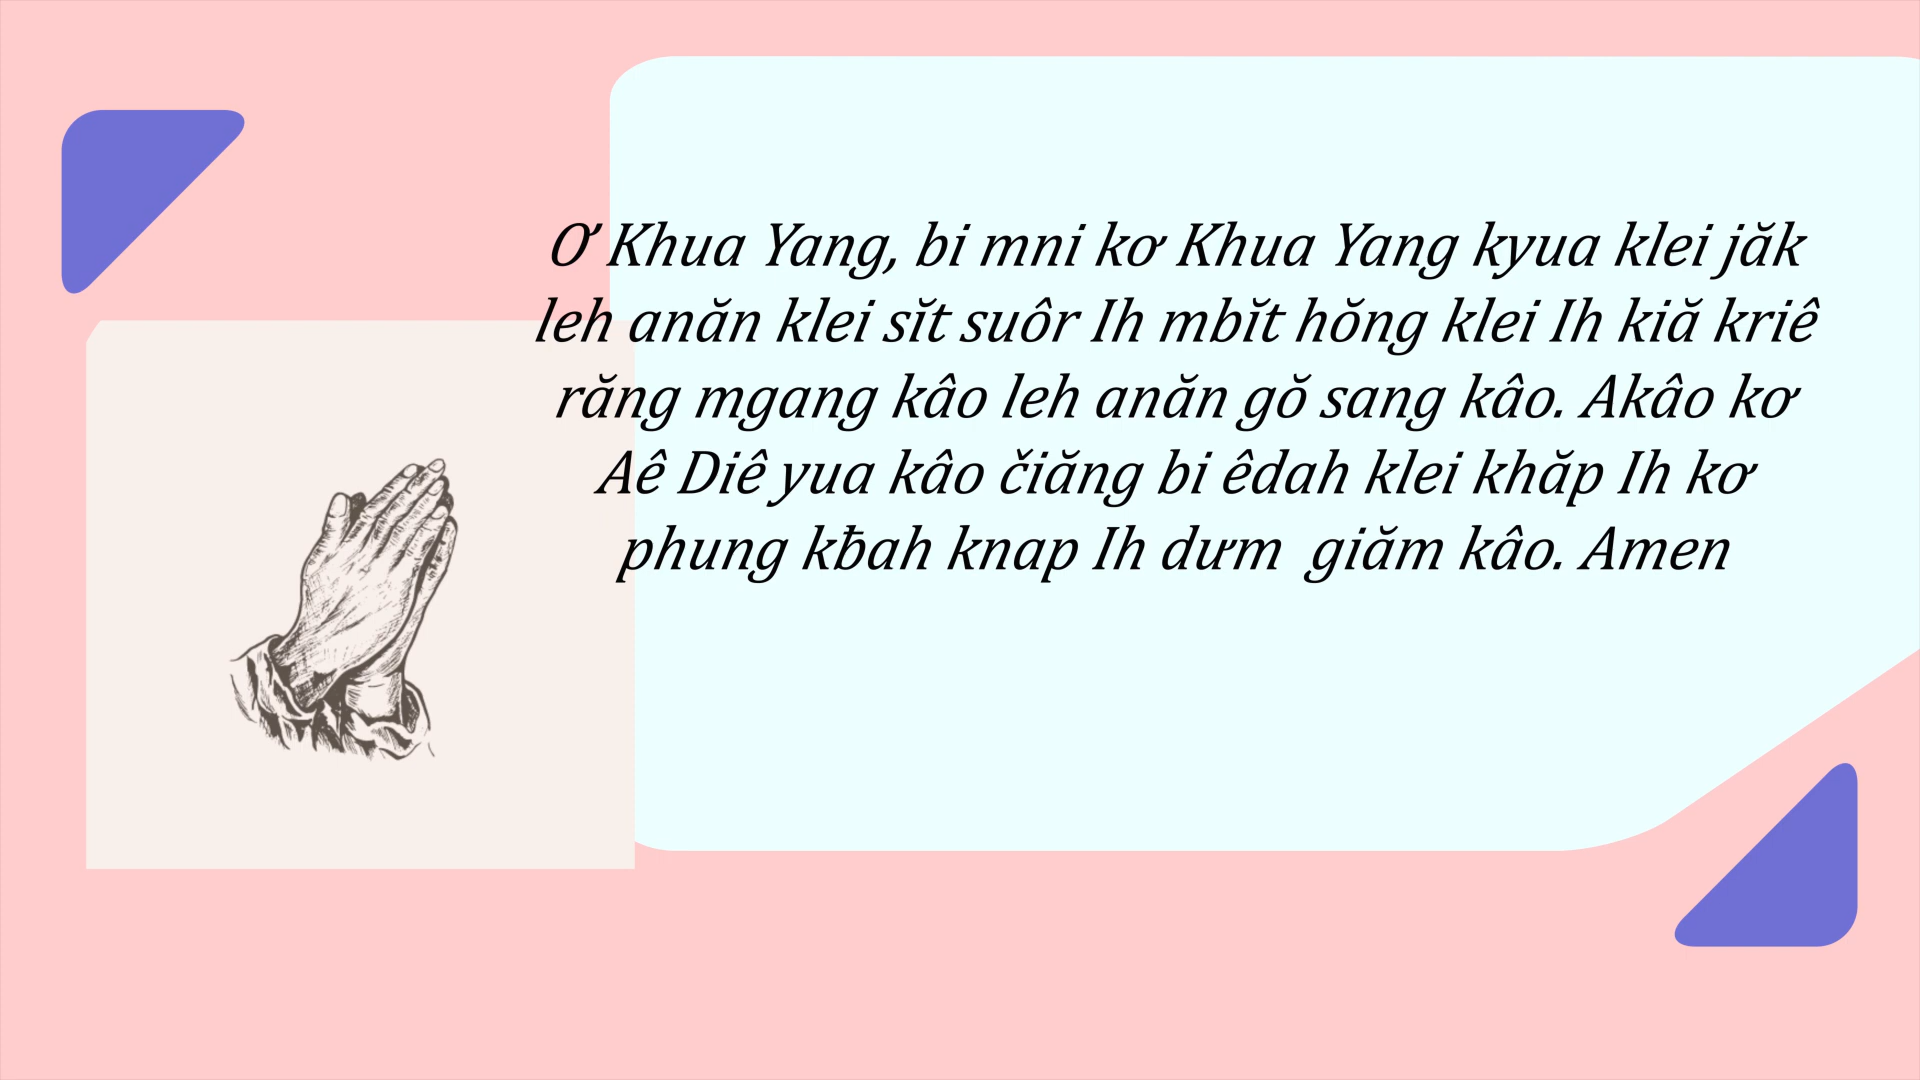 Ơ Khua Yang, bi mni kơ Khua Yang kyua klei jăk
leh anăn klei sĭt suôr Ih mbĭt hŏng klei Ih kiă kriê
răng mgang kâo leh anăn gŏ sang kâo. Akâo kơ
Aê Diê yua kâo čiăng bi êdah klei khăp Ih kơ
phung kƀah knap Ih dưm  giăm kâo. Amen